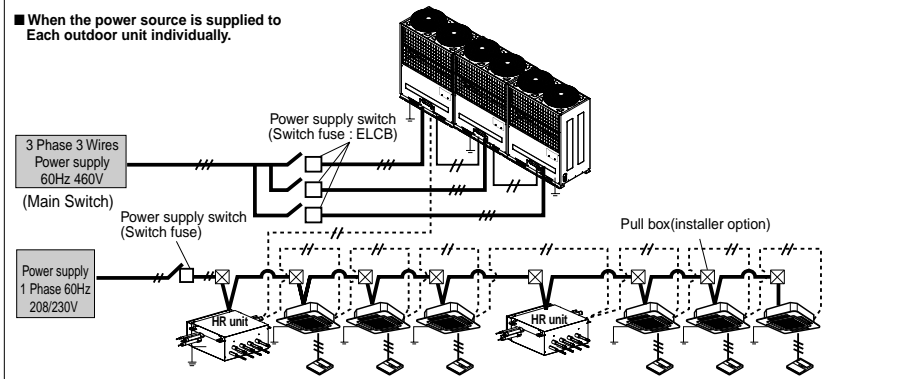 ■ When the power source is supplied to
Each outdoor unit individually.
Power supply switch
(Switch fuse : ELCB)
3 Phase 3 Wires
Power supply
60Hz 460V
(Main Switch)
Power supply switch
(Switch fuse)
Pull box(installer option)
Power supply
1 Phase 60Hz
208/230V
HR unit
HR unit